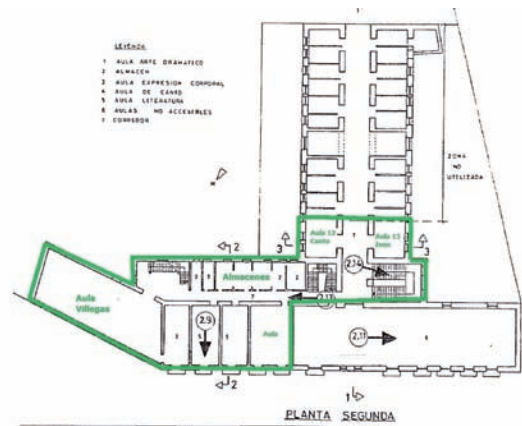 LEYENDA
1 AULA ARTE DRAMATICO
2 ALMACEN
3 AULA EXPRESION CORPORAL
4 AULA DE CANTO
5 AULA LITERATURA
6 AULAS NO ACCESIBLES
7 CORREDOR
ZONA
NO
UTILIZADA
Aula 12
Canto
Aula 13
2.14
3
3
2
Almacenes
Aula
Villegas
2.13
2.9
Aula
2.11
2
1
PLANTA SEGUNDA